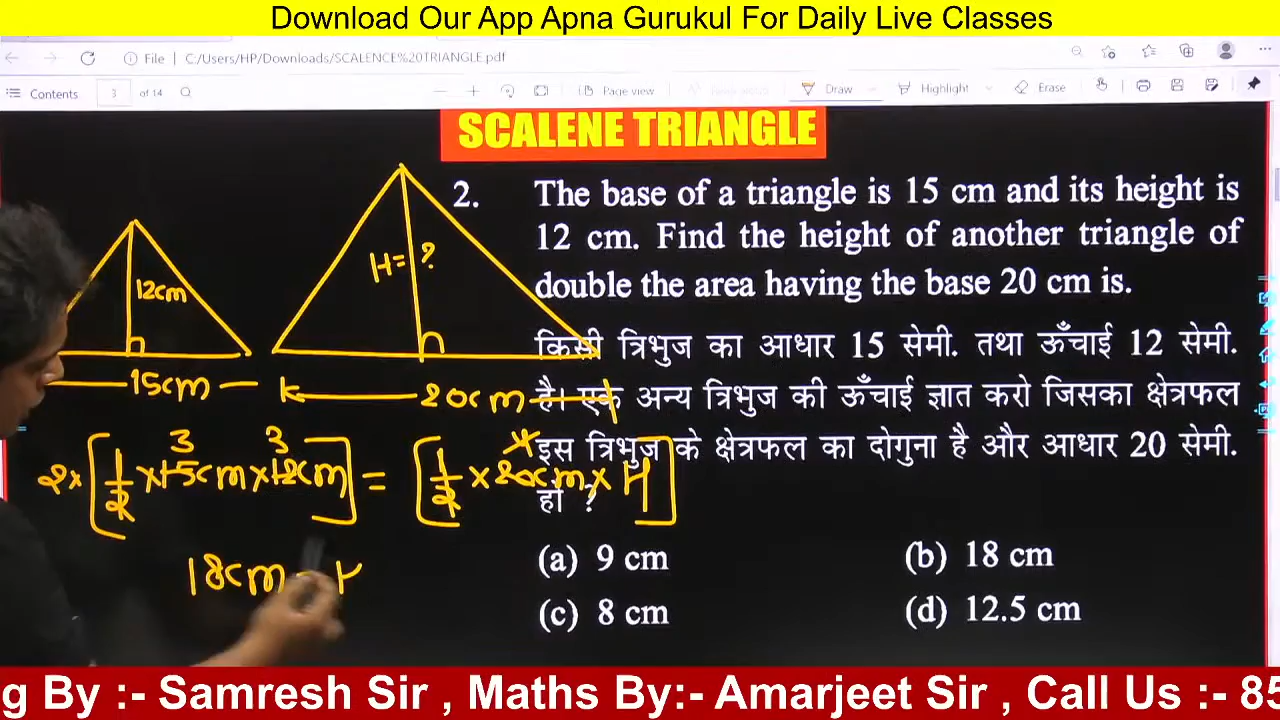 Download Our App Apna Gurukul For Daily Live Classes
File | C:/Users/HP/Downloads/SCALENCE%20TRIANGLE.pdf
Contents 3 of 14 Page view Draw Highlight Erase
SCALENE TRIANGLE
2. The base of a triangle is 15 cm and its height is
12 cm. Find the height of another triangle of
double the area having the base 20 cm is.
किसी त्रिभुज का आधार 15 सेमी. तथा ऊँचाई 12 सेमी.
है। एक अन्य त्रिभुज की ऊँचाई ज्ञात करो जिसका क्षेत्रफल
इस त्रिभुज के क्षेत्रफल का दोगुना है और आधार 20 सेमी.
हो ?
(a) 9 cm (b) 18 cm
(c) 8 cm (d) 12.5 cm
12cm
H= ?
15cm
20cm
3 3
2×[1/2 ×15cm×12cm] = [1/2 ×20cm× H]
18cm
g By :- Samresh Sir , Maths By:- Amarjeet Sir , Call Us :- 85